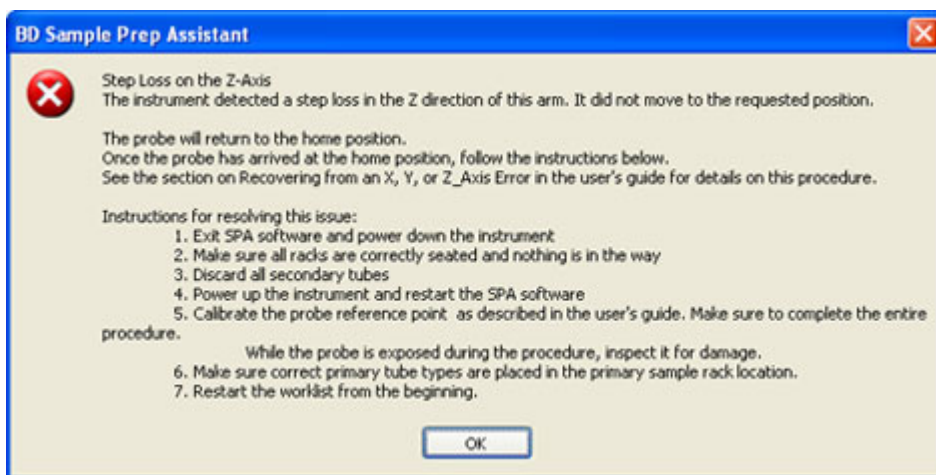 BD Sample Prep Assistant
Step Loss on the Z-Axis
The instrument detected a step loss in the Z direction of this arm. It did not move to the requested position.
The probe will return to the home position.
Once the probe has arrived at the home position, follow the instructions below.
See the section on Recovering from an X, Y, or Z_Axis Error in the user's guide for details on this procedure.
Instructions for resolving this issue:
1. Exit SPA software and power down the instrument
2. Make sure all racks are correctly seated and nothing is in the way
3. Discard all secondary tubes
4. Power up the instrument and restart the SPA software
5. Calibrate the probe reference point as described in the user's guide. Make sure to complete the entire
procedure.
While the probe is exposed during the procedure, inspect it for damage.
6. Make sure correct primary tube types are placed in the primary sample rack location.
7. Restart the worklist from the beginning.
OK